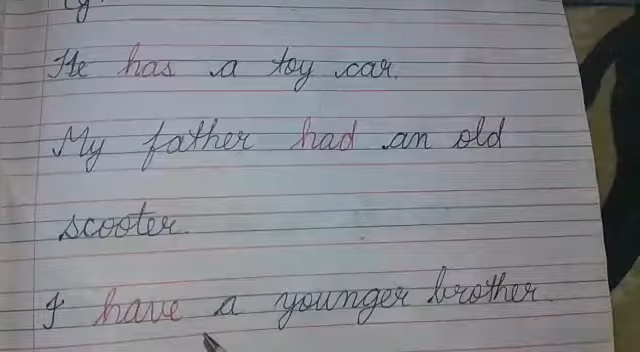 He has a toy car.
My father had an old
scooter.
I have a younger brother